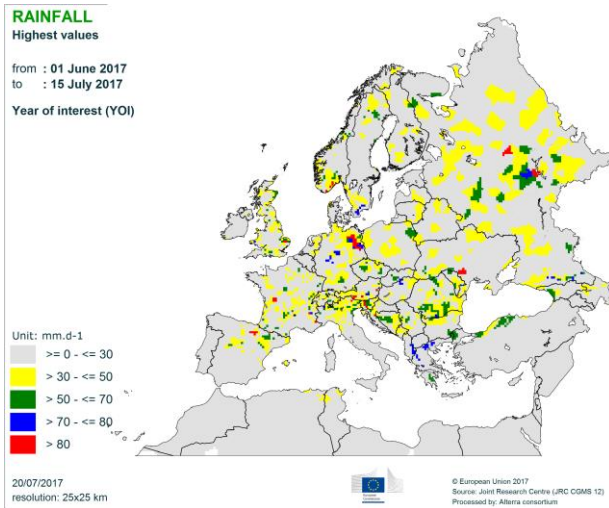 RAINFALL
Highest values
from : 01 June 2017
to : 15 July 2017
Year of interest (YOI)
Unit: mm.d-1
>= 0 - <= 30
> 30 - <= 50
> 50 - <= 70
> 70 - <= 80
> 80
20/07/2017
resolution: 25x25 km
© European Union 2017
Source: Joint Research Centre (JRC CGMS 12)
Processed by: Alterra consortium